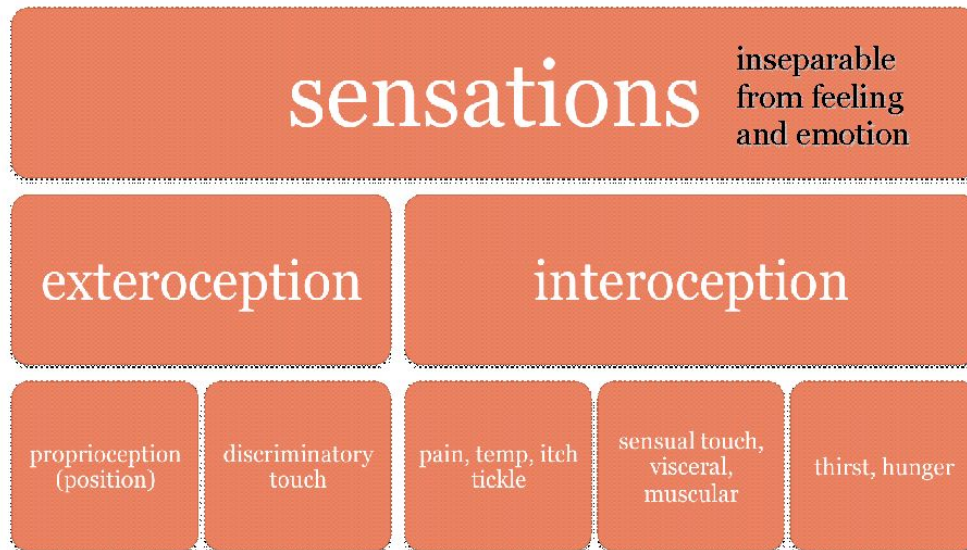 sensations
inseparable
from feeling
and emotion
exteroception
interoception
proprioception
(position)
discriminatory
touch
pain, temp, itch
tickle
sensual touch,
visceral,
muscular
thirst, hunger